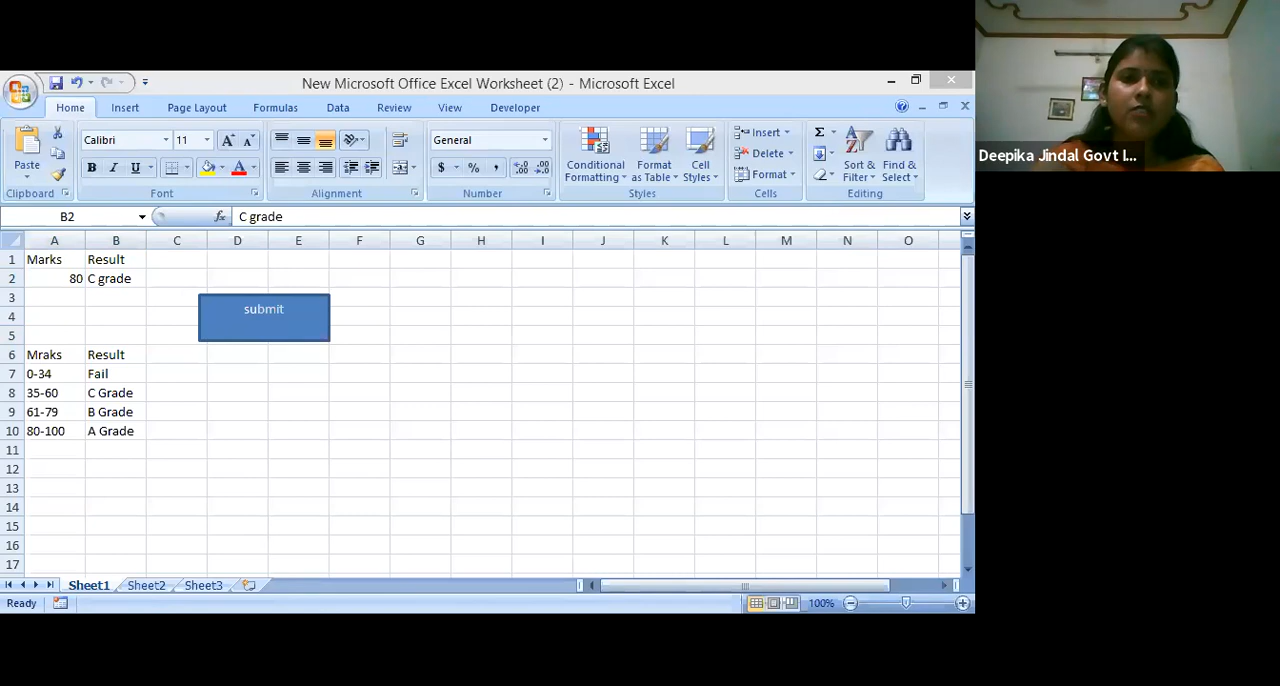 New Microsoft Office Excel Worksheet (2) - Microsoft Excel
Home Insert Page Layout Formulas Data Review View Developer
Paste
Calibri 11
General
Conditional Formatting
Format as Table
Cell Styles
Insert
Delete
Format
Sort & Filter
Find & Select
Clipboard Font Alignment Number Styles Cells Editing
B2 fx C grade
A B C D E F G H I J K L M N O
1 Marks Result
2 80 C grade
3
submit
4
5
6 Mraks Result
7 0-34 Fail
8 35-60 C Grade
9 61-79 B Grade
10 80-100 A Grade
11
12
13
14
15
16
17
Sheet1 Sheet2 Sheet3
Ready 100%
Deepika Jindal Govt I...